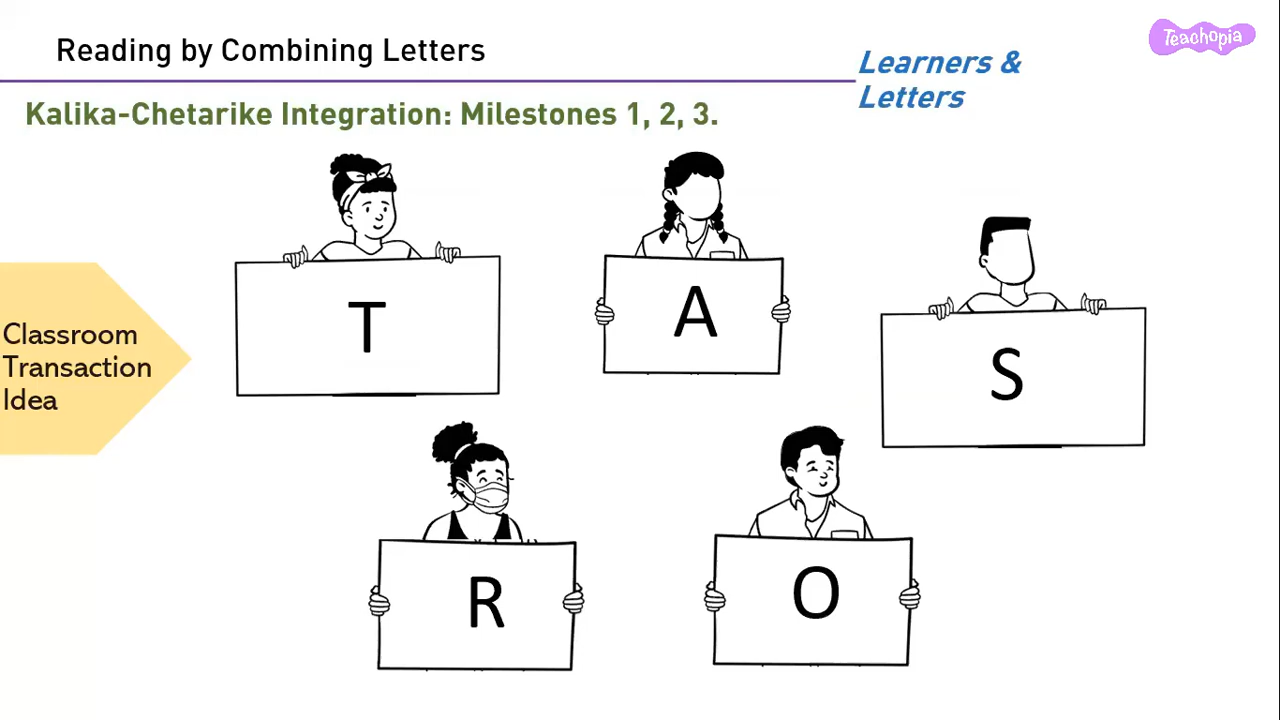 Reading by Combining Letters
Teachopia
Learners &
Letters
Kalika-Chetarike Integration: Milestones 1, 2, 3.
Classroom
Transaction
Idea
T
A
S
R
O